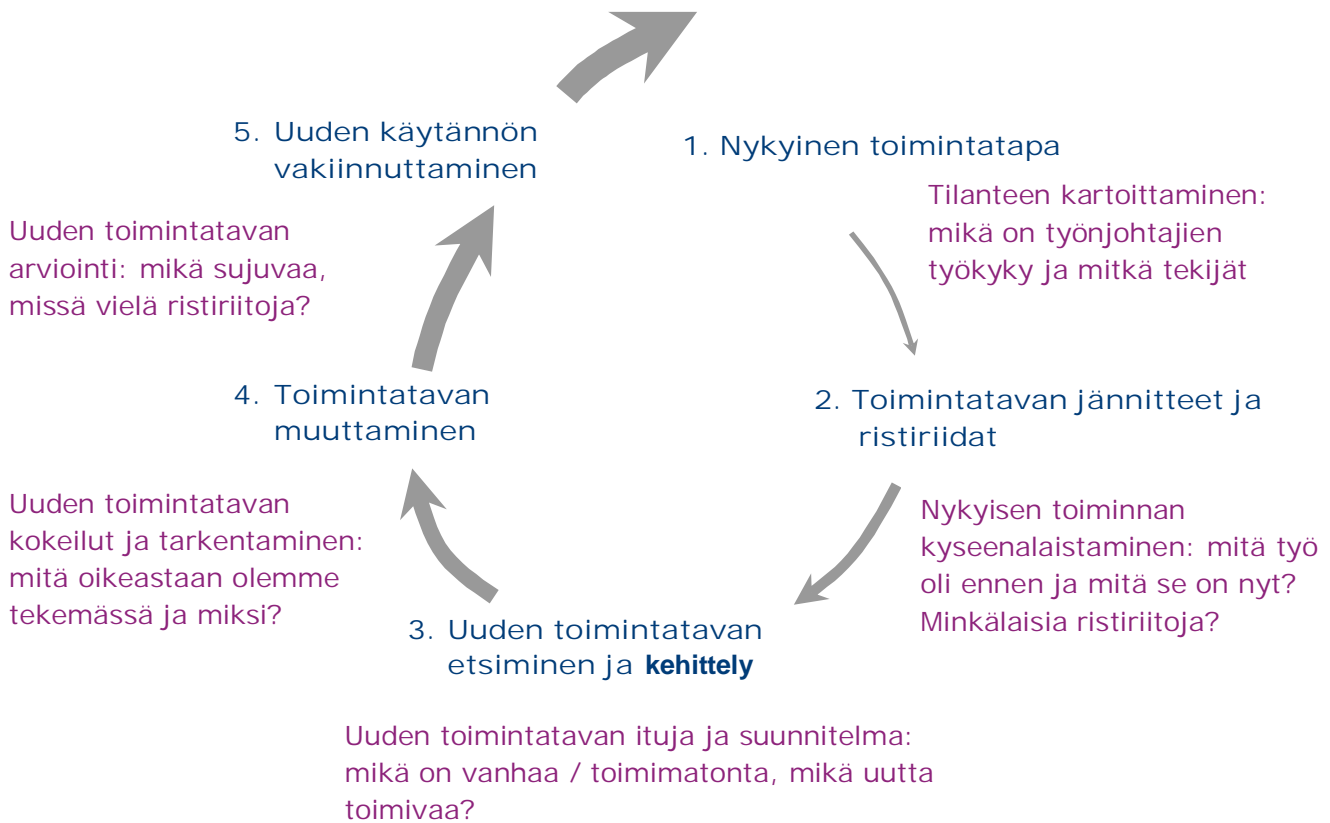 1. Nykyinen toimintatapa
Tilanteen kartoittaminen:
mikä on työnjohtajien
työkyky ja mitkä tekijät
2. Toimintatavan jännitteet ja
ristiriidat
Nykyisen toiminnan
kyseenalaistaminen: mitä työ
oli ennen ja mitä se on nyt?
Minkälaisia ristiriitoja?
3. Uuden toimintatavan
etsiminen ja kehittely
Uuden toimintatavan ituja ja suunnitelma:
mikä on vanhaa / toimimatonta, mikä uutta
toimivaa?
4. Toimintatavan
muuttaminen
Uuden toimintatavan
kokeilut ja tarkentaminen:
mitä oikeastaan olemme
tekemässä ja miksi?
5. Uuden käytännön
vakiinnuttaminen
Uuden toimintatavan
arviointi: mikä sujuvaa,
missä vielä ristiriitoja?